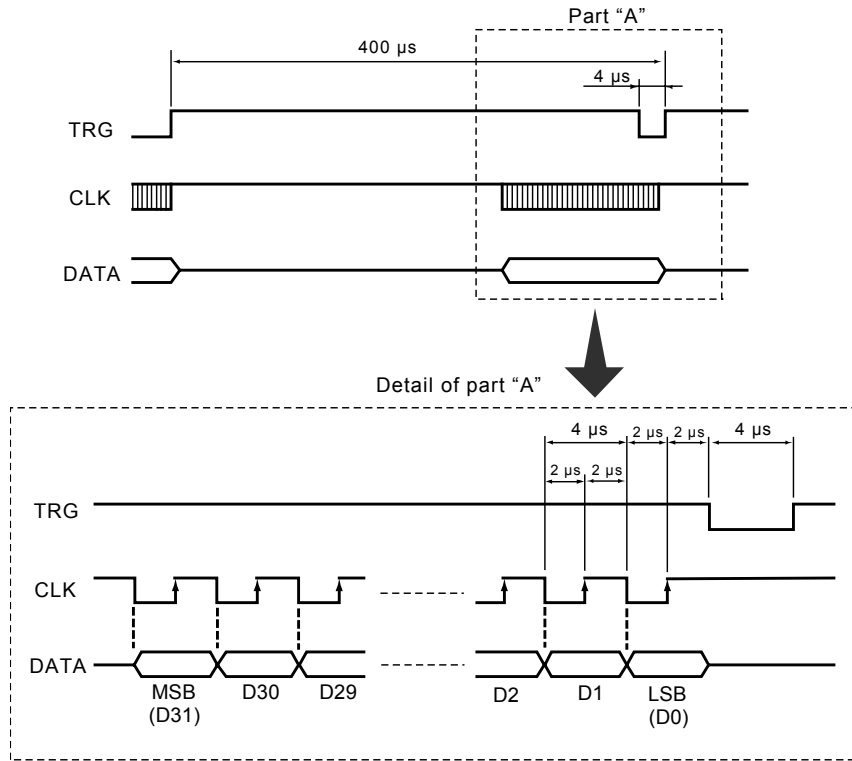 Part “A”
400 μs
4 μs
TRG
CLK
DATA
Detail of part “A”
4 μs 2 μs 2 μs 4 μs
2 μs 2 μs
TRG
CLK
DATA
MSB (D31) D30 D29 D2 D1 LSB (D0)